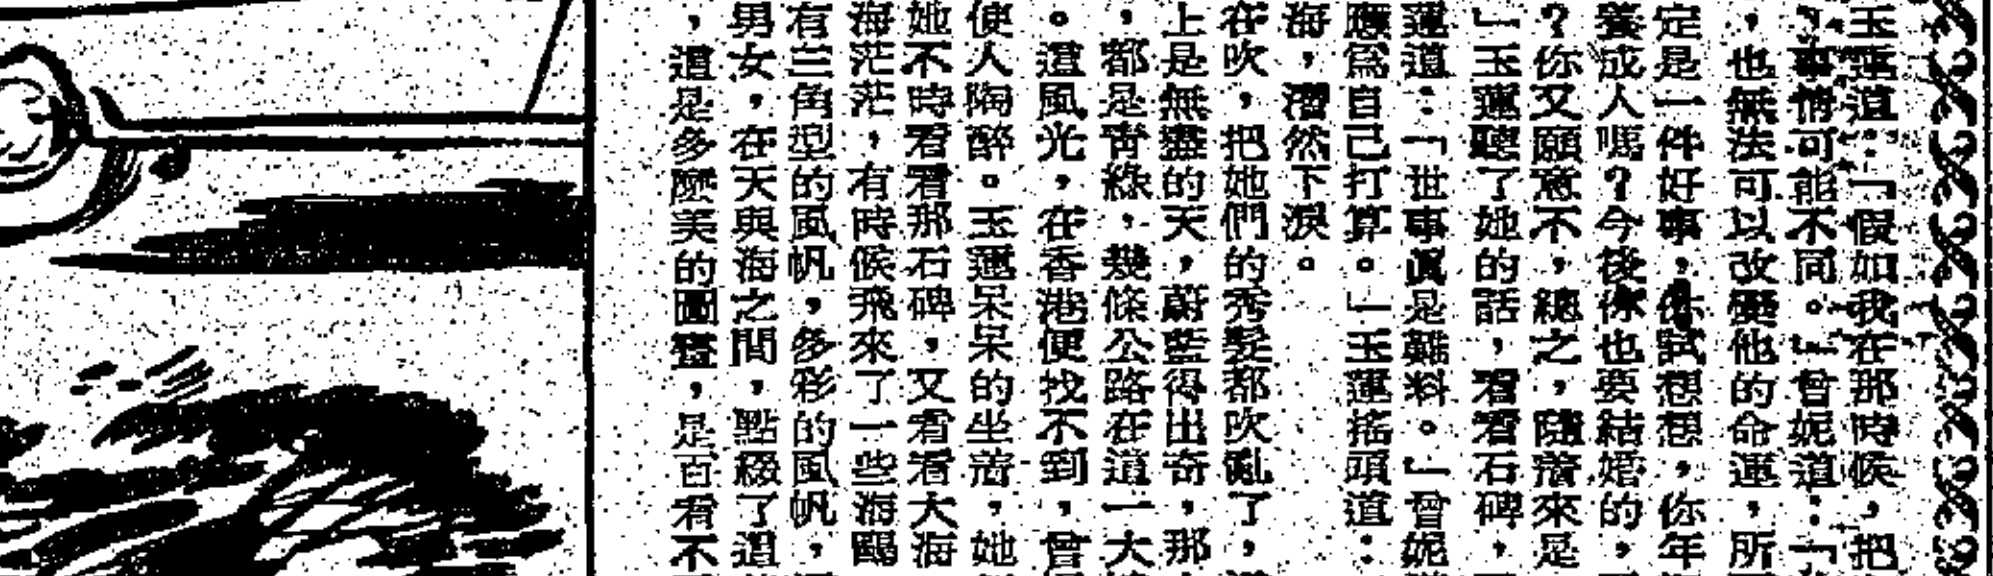 玉蓮道：「假如我在那時候，把
事情可能不同。」曾妮道：「
，也無法可以改變他的命運，所
定是一件好事，你試想想，你年
養成人嗎？今後你也要結婚的，
？你又願意不，總之，隨着來是
」玉蓮聽了她的話，看看石碑，
蓮道：「世事眞是難料。」曾妮
應爲自己打算。」玉蓮搖頭道：
海，潸然下淚。
在吹，把她們的秀髮都吹亂了，
上是無盡的天，蔚藍得出奇，那
，都是青綠，幾條公路在這一大
。這風光，在香港便找不到，曾
使人陶醉。玉蓮呆呆的坐着，她
她不時看看那石碑，又看看大海
海茫茫，有時候飛來了一些海鷗
有三角型的風帆，多彩的風帆，
男女，在天與海之間，點綴了這
，這是多麼美的圖畫，是百看不